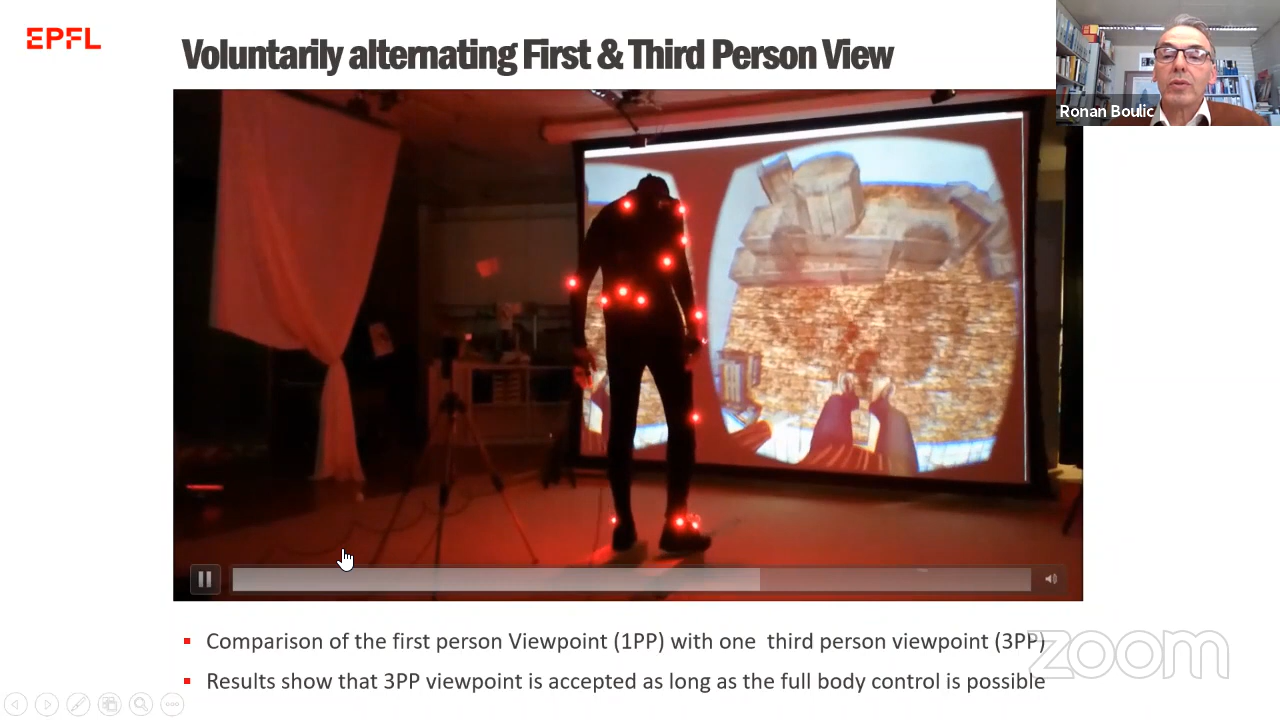 EPFL
Voluntarily alternating First & Third Person View
Ronan Boulic
▪ Comparison of the first person Viewpoint (1PP) with one  third person viewpoint (3PP)
▪ Results show that 3PP viewpoint is accepted as long as the full body control is possible
zoom